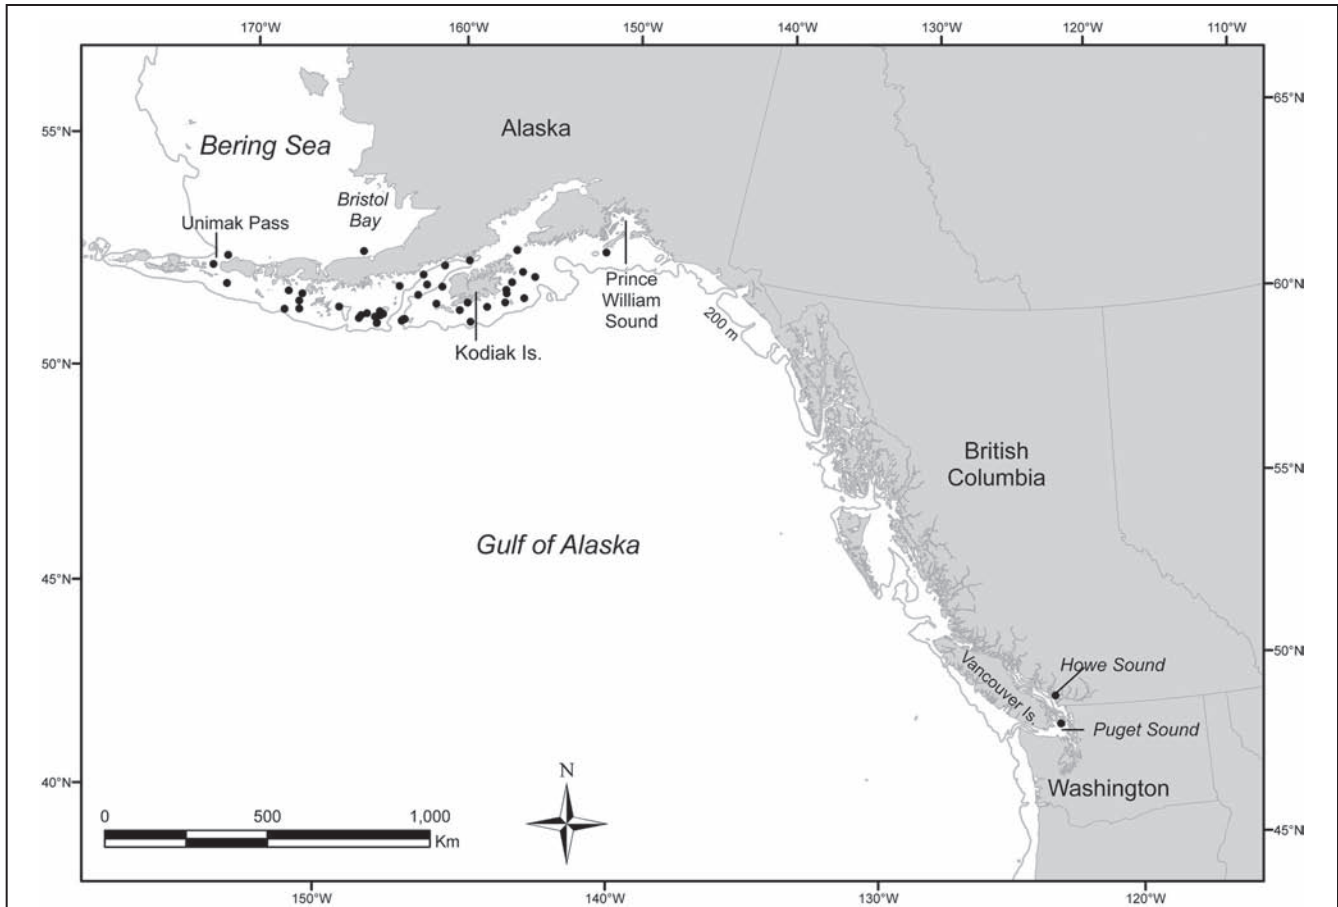 170°W 160°W 150°W 140°W 130°W 120°W 110°W
65°N
55°N
Alaska
Bering Sea
Bristol
Bay
Unimak Pass
60°N
Prince
William
Sound
200 m
Kodiak Is.
50°N
British
Columbia
55°N
Gulf of Alaska
45°N
50°N
Howe Sound
Vancouver Is.
Puget Sound
40°N
N
Washington
0 500 1,000
Km
45°N
150°W 140°W 130°W 120°W